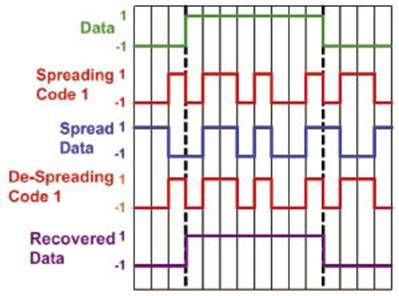 Data 1
-1
Spreading 1
Code 1 -1
Spread 1
Data -1
De-Spreading 1
Code 1 -1
Recovered 1
Data -1